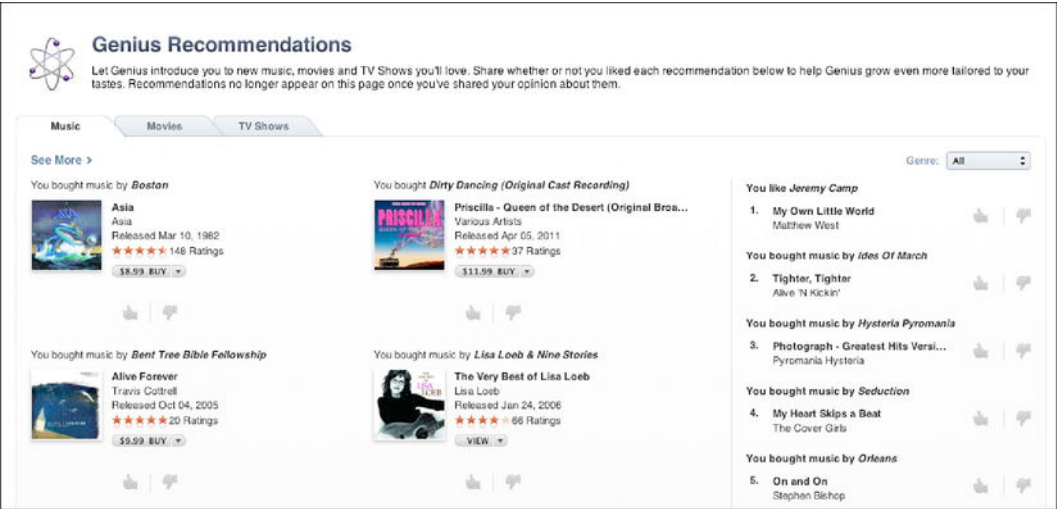 Genius Recommendations
Let Genius introduce you to new music, movies and TV Shows you'll love. Share whether or not you liked each recommendation below to help Genius grow even more tailored to your
tastes. Recommendations no longer appear on this page once you've shared your opinion about them.
Music
Movies
TV Shows
See More >
Genre: All
You bought music by Boston
Asia
Asia
Released Mar 10, 1982
148 Ratings
$8.99 BUY
You bought Dirty Dancing (Original Cast Recording)
PRISCILLA
QUEEN OF THE DESERT
Priscilla - Queen of the Desert (Original Broa...
Various Artists
Released Apr 05, 2011
37 Ratings
$11.99 BUY
You bought music by Bent Tree Bible Fellowship
Alive Forever
Travis Cottrell
Released Oct 04, 2005
20 Ratings
$9.99 BUY
You bought music by Lisa Loeb & Nine Stories
LISA
LOEB
The Very Best of Lisa Loeb
Lisa Loeb
Released Jan 24, 2006
66 Ratings
VIEW
You like Jeremy Camp
1. My Own Little World
Matthew West
You bought music by Ides Of March
2. Tighter, Tighter
Alive 'N Kickin'
You bought music by Hysteria Pyromania
3. Photograph - Greatest Hits Versi...
Pyromania Hysteria
You bought music by Seduction
4. My Heart Skips a Beat
The Cover Girls
You bought music by Orleans
5. On and On
Stephen Bishop